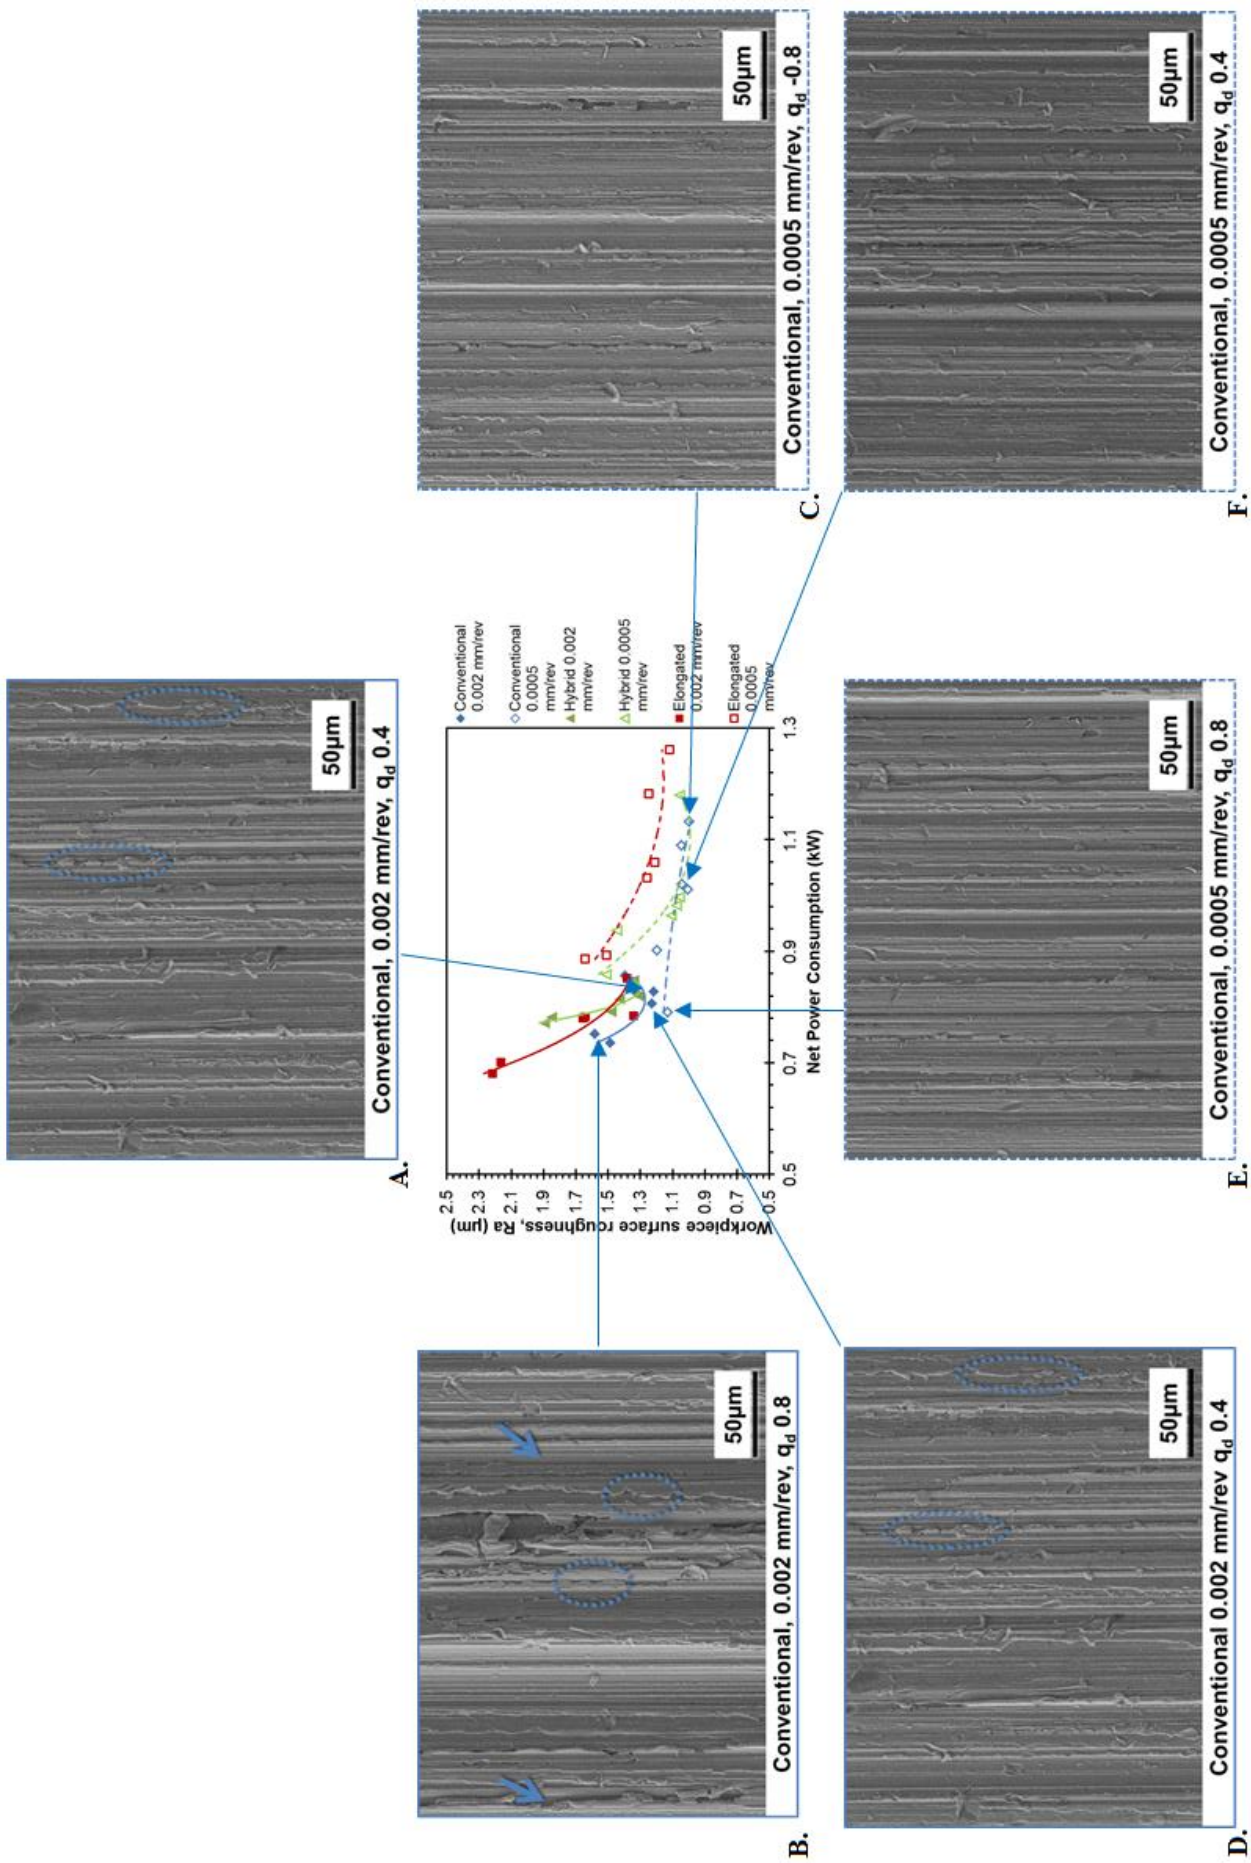 50µm
Conventional, 0.002 mm/rev, qd 0.4
A.
50µm
Conventional, 0.002 mm/rev, qd 0.8
B.
2.5
2.3
2.1
1.9
1.7
1.5
1.3
1.1
0.9
0.7
0.5
Workpiece surface roughness, Ra (µm)
0.5
0.7
0.9
1.1
1.3
Net Power Consumption (kW)
Conventional
0.002 mm/rev
Conventional
0.0005
mm/rev
Hybrid 0.002
mm/rev
Hybrid 0.0005
mm/rev
Elongated
0.002 mm/rev
Elongated
0.0005
mm/rev
50µm
Conventional, 0.0005 mm/rev, qd -0.8
C.
50µm
Conventional 0.002 mm/rev qd 0.4
D.
50µm
Conventional, 0.0005 mm/rev, qd 0.8
E.
50µm
Conventional, 0.0005 mm/rev, qd 0.4
F.